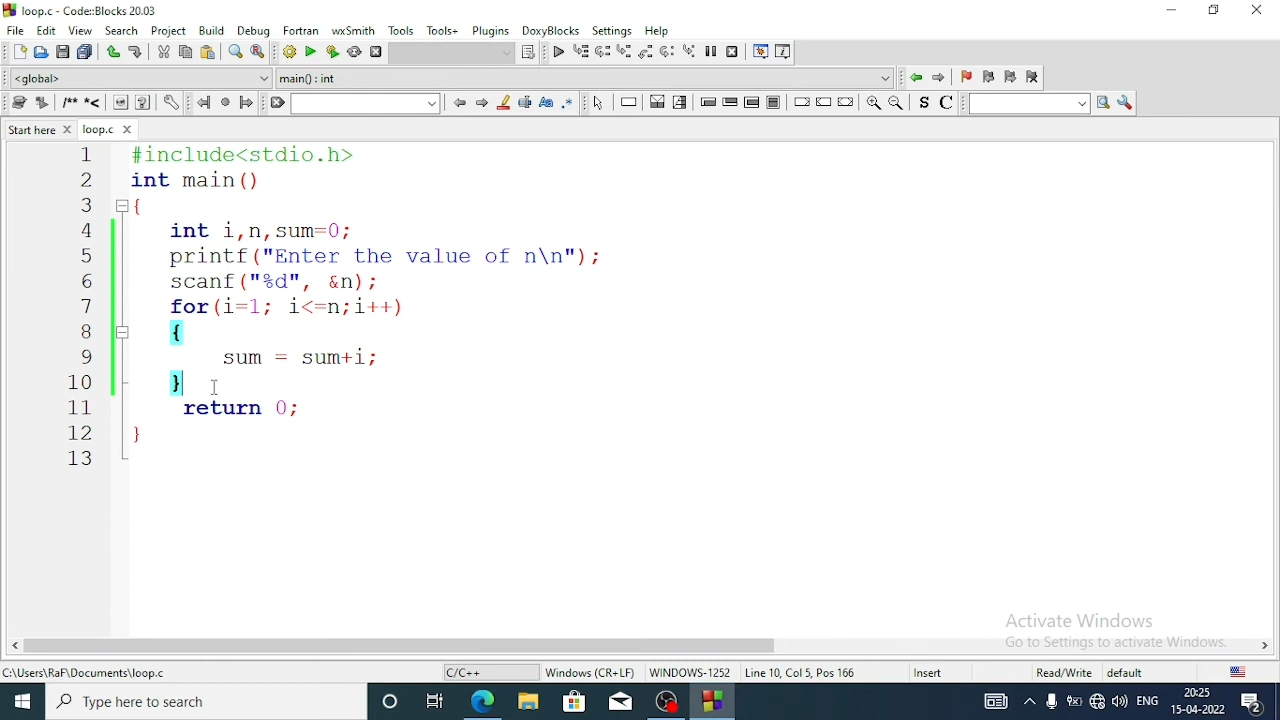 loop.c - Code::Blocks 20.03
File Edit View Search Project Build Debug Fortran wxSmith Tools Tools+ Plugins DoxyBlocks Settings Help
<global> main() : int
/** *< S C
Start here loop.c
1 #include<stdio.h>
2 int main()
3 {
4 int i,n,sum=0;
5 printf("Enter the value of n\n");
6 scanf("%d", &n);
7 for(i=1; i<=n;i++)
8 {
9 sum = sum+i;
10 }
11 return 0;
12 }
13
Activate Windows
Go to Settings to activate Windows.
C:\Users\RaF\Documents\loop.c C/C++ Windows (CR+LF) WINDOWS-1252 Line 10, Col 5, Pos 166 Insert Read/Write default
Type here to search ENG 20:25
15-04-2022 2